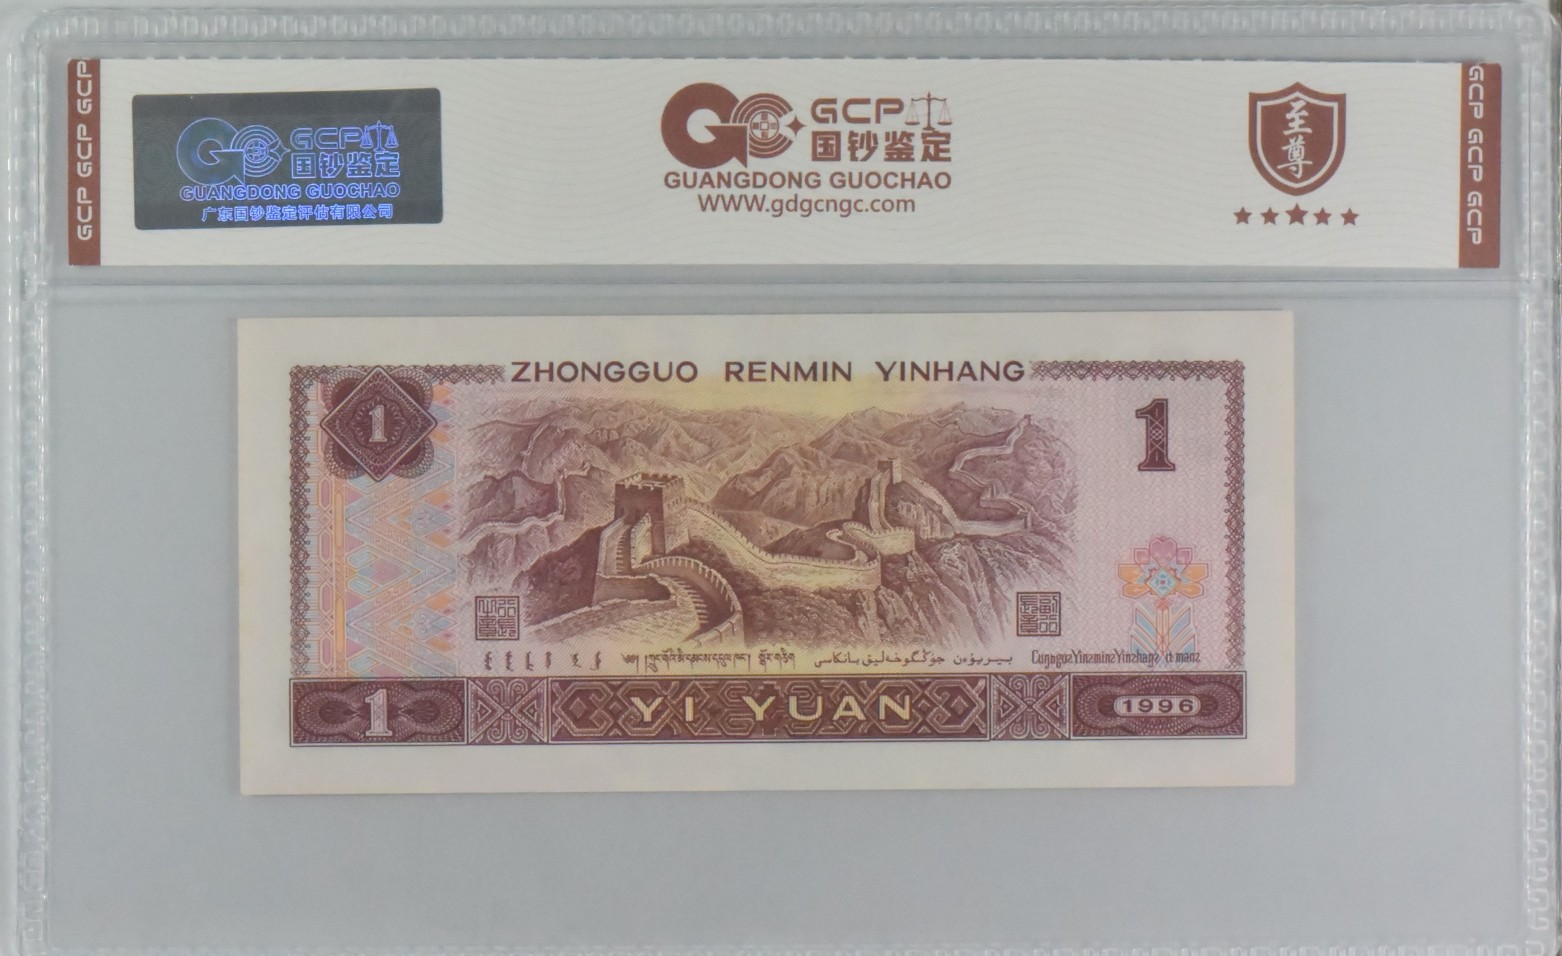 GCP GCP GCP
GCP
国钞鉴定
GUANGDONG GUOCHAO
广东国钞鉴定评估有限公司
GCP
国钞鉴定
GUANGDONG GUOCHAO
WWW.gdgcngc.com
至尊
GCP GCP GCP
ZHONGGUO RENMIN YINHANG
1
1
1
YI YUAN
1996